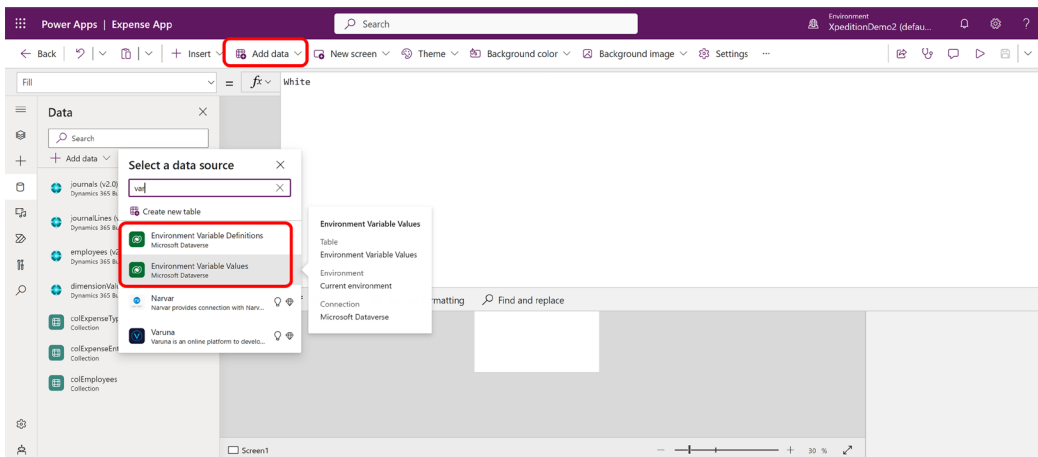 Power Apps | Expense App
Search
Environment
XpeditionDemo2 (defau...
?
Back
Insert
Add data
New screen
Theme
Background color
Background image
Settings
...
Fill
=
fx
White
Data
Search
Add data
journals (v2.0)
Dynamics 365 Bu
journalLines (v
Dynamics 365 Bu
employees (v2
Dynamics 365 Bu
dimensionVal
Dynamics 365 Bu
colExpenseTyp
Collection
colExpenseEnt
Collection
colEmployees
Collection
Select a data source
var
Create new table
Environment Variable Definitions
Microsoft Dataverse
Environment Variable Values
Microsoft Dataverse
Narvar
Narvar provides connection with Narv...
Varuna
Varuna is an online platform to develo...
Environment Variable Values
Table
Environment Variable Values
Environment
Current environment
Connection
Microsoft Dataverse
matting
Find and replace
Screen1
30 %